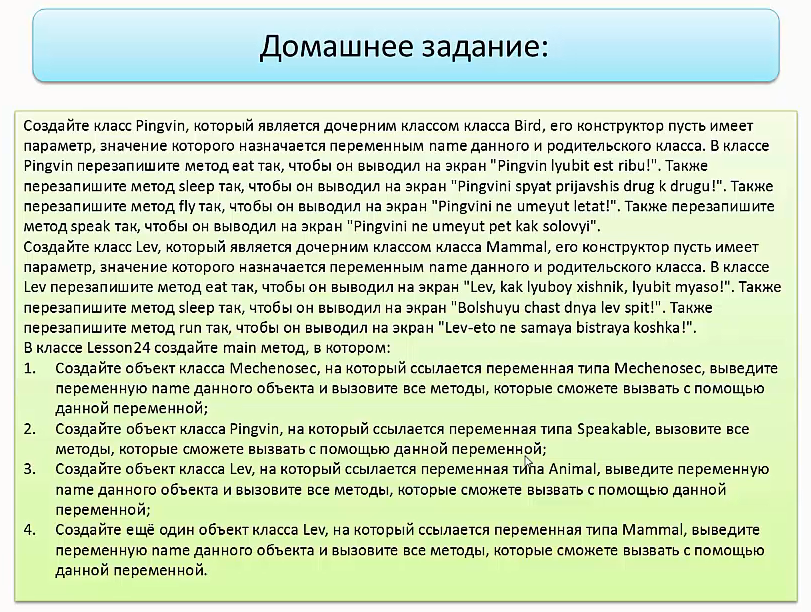 Домашнее задание:
Создайте класс Pingvin, который является дочерним классом класса Bird, его конструктор пусть имеет
параметр, значение которого назначается переменным name данного и родительского класса. В классе
Pingvin перезапишите метод eat так, чтобы он выводил на экран "Pingvin lyubit est ribu!". Также
перезапишите метод sleep так, чтобы он выводил на экран "Pingvini spyat prijavshis drug k drugu!". Также
перезапишите метод fly так, чтобы он выводил на экран "Pingvini ne umeyut letat!". Также перезапишите
метод speak так, чтобы он выводил на экран "Pingvini ne umeyut pet kak solovyi".
Создайте класс Lev, который является дочерним классом класса Mammal, его конструктор пусть имеет
параметр, значение которого назначается переменным name данного и родительского класса. В классе
Lev перезапишите метод eat так, чтобы он выводил на экран "Lev, kak lyuboy xishnik, lyubit myaso!". Также
перезапишите метод sleep так, чтобы он выводил на экран "Bolshuyu chast dnya lev spit!". Также
перезапишите метод run так, чтобы он выводил на экран "Lev-eto ne samaya bistraya koshka!".
В классе Lesson24 создайте main метод, в котором:
1. Создайте объект класса Mechenosec, на который ссылается переменная типа Mechenosec, выведите
переменную name данного объекта и вызовите все методы, которые сможете вызвать с помощью
данной переменной;
2. Создайте объект класса Pingvin, на который ссылается переменная типа Speakable, вызовите все
методы, которые сможете вызвать с помощью данной переменной;
3. Создайте объект класса Lev, на который ссылается переменная типа Animal, выведите переменную
name данного объекта и вызовите все методы, которые сможете вызвать с помощью данной
переменной;
4. Создайте ещё один объект класса Lev, на который ссылается переменная типа Mammal, выведите
переменную name данного объекта и вызовите все методы, которые сможете вызвать с помощью
данной переменной.